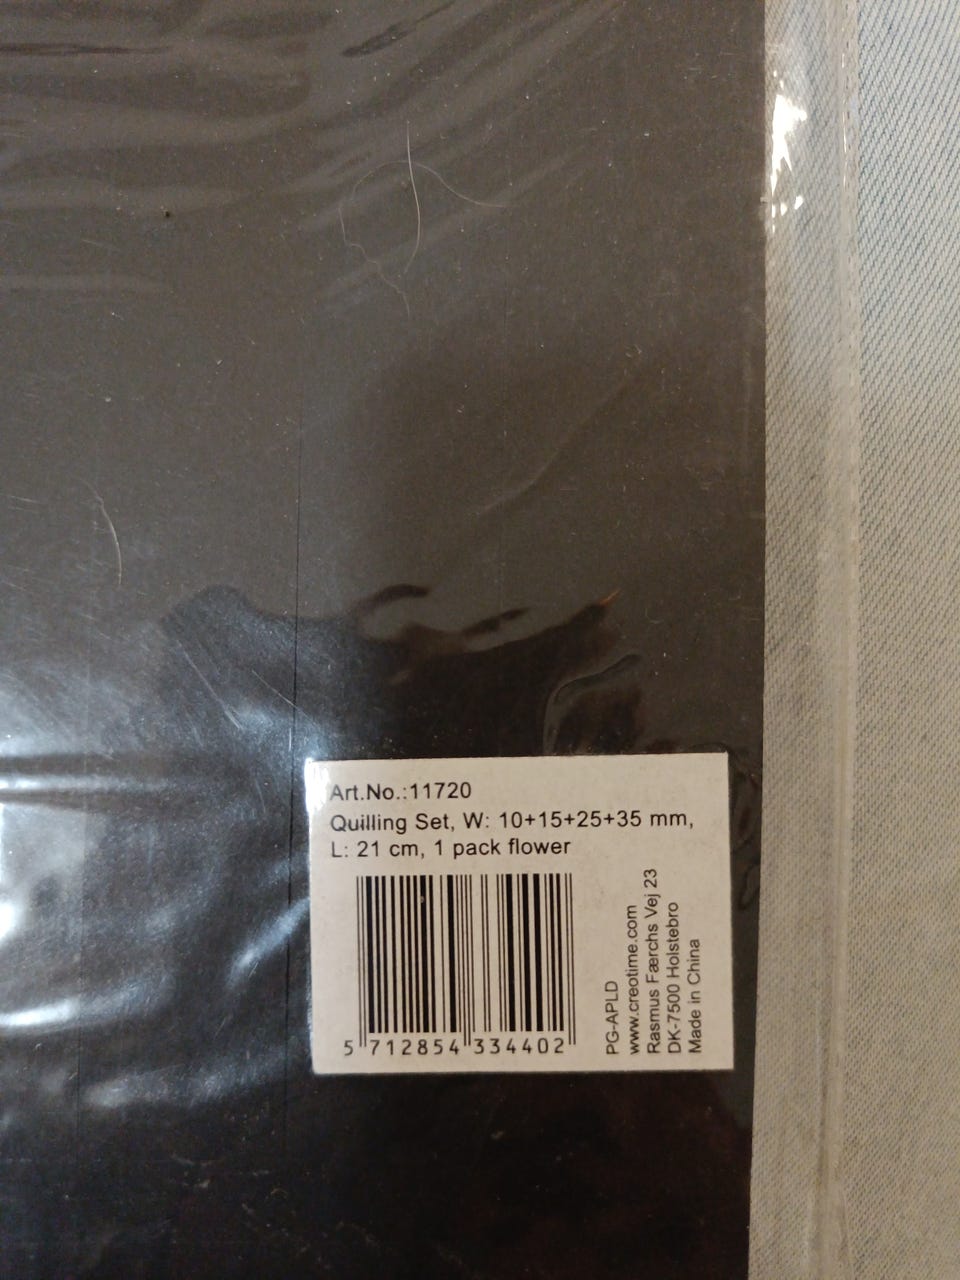 Art.No.:11720
Quilling Set, W: 10+15+25+35 mm,
L: 21 cm, 1 pack flower
5 712854 334402
PG-APLD
www.creotime.com
Rasmus Færchs Vej 23
DK-7500 Holstebro
Made in China